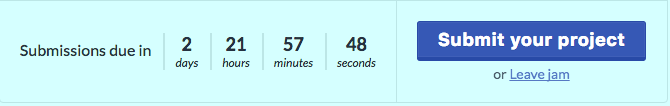 Submissions due in 2 21 57 48
days hours minutes seconds
Submit your project
or Leave jam